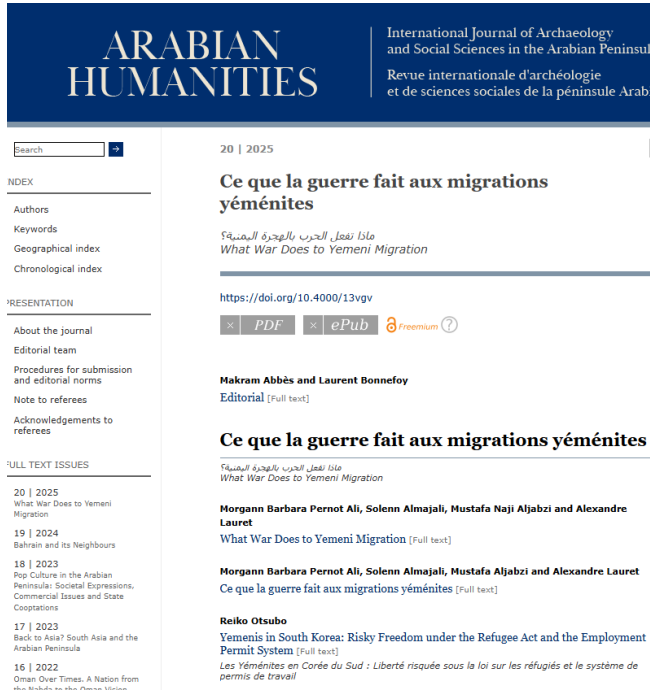 ARABIAN
HUMANITIES
International Journal of Archaeology
and Social Sciences in the Arabian Peninsul
Revue internationale d'archéologie
et de sciences sociales de la péninsule Arab
Search
NDEX
Authors
Keywords
Geographical index
Chronological index
PRESENTATION
About the journal
Editorial team
Procedures for submission
and editorial norms
Note to referees
Acknowledgements to
referees
FULL TEXT ISSUES
20 | 2025
What War Does to Yemeni
Migration
19 | 2024
Bahrain and its Neighbours
18 | 2023
Pop Culture in the Arabian
Peninsula: Societal Expressions,
Commercial Issues and State
Cooptations
17 | 2023
Back to Asia? South Asia and the
Arabian Peninsula
16 | 2022
Oman Over Times. A Nation from
the Nahda to the Oman Vision
20 | 2025
Ce que la guerre fait aux migrations
yéménites
ماذا تفعل الحرب بالهجرة اليمنية؟
What War Does to Yemeni Migration
https://doi.org/10.4000/13vgv
× PDF × ePub Freemium ?
Makram Abbès and Laurent Bonnefoy
Editorial [Full text]
Ce que la guerre fait aux migrations yéménites
ماذا تفعل الحرب بالهجرة اليمنية؟
What War Does to Yemeni Migration
Morgann Barbara Pernot Ali, Solenn Almajali, Mustafa Naji Aljabzi and Alexandre
Lauret
What War Does to Yemeni Migration [Full text]
Morgann Barbara Pernot Ali, Solenn Almajali, Mustafa Aljabzi and Alexandre Lauret
Ce que la guerre fait aux migrations yéménites [Full text]
Reiko Otsubo
Yemenis in South Korea: Risky Freedom under the Refugee Act and the Employment
Permit System [Full text]
Les Yéménites en Corée du Sud : Liberté risquée sous la loi sur les réfugiés et le système de
permis de travail